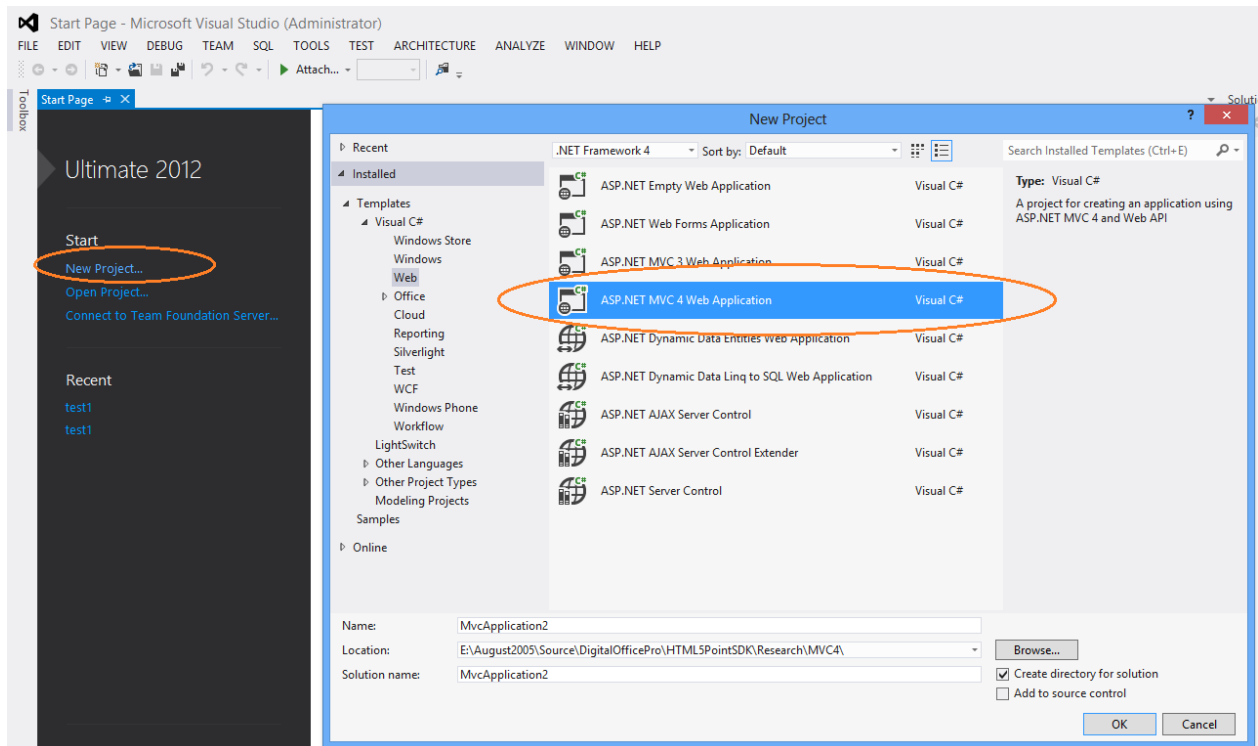 Start Page - Microsoft Visual Studio (Administrator)
FILE EDIT VIEW DEBUG TEAM SQL TOOLS TEST ARCHITECTURE ANALYZE WINDOW HELP
Attach...
Toolbox
Start Page
Soluti
Ultimate 2012
Start
New Project...
Open Project...
Connect to Team Foundation Server...
Recent
test1
test1
New Project
?
Recent
Installed
Templates
Visual C#
Windows Store
Windows
Web
Office
Cloud
Reporting
Silverlight
Test
WCF
Windows Phone
Workflow
LightSwitch
Other Languages
Other Project Types
Modeling Projects
Samples
Online
.NET Framework 4 Sort by: Default
ASP.NET Empty Web Application Visual C#
ASP.NET Web Forms Application Visual C#
ASP.NET MVC 3 Web Application Visual C#
ASP.NET MVC 4 Web Application Visual C#
ASP.NET Dynamic Data Entities Web Application Visual C#
ASP.NET Dynamic Data Linq to SQL Web Application Visual C#
ASP.NET AJAX Server Control Visual C#
ASP.NET AJAX Server Control Extender Visual C#
ASP.NET Server Control Visual C#
Search Installed Templates (Ctrl+E)
Type: Visual C#
A project for creating an application using
ASP.NET MVC 4 and Web API
Name: MvcApplication2
Location: E:\August2005\Source\DigitalOfficePro\HTML5PointSDK\Research\MVC4\ Browse...
Solution name: MvcApplication2
Create directory for solution
Add to source control
OK Cancel